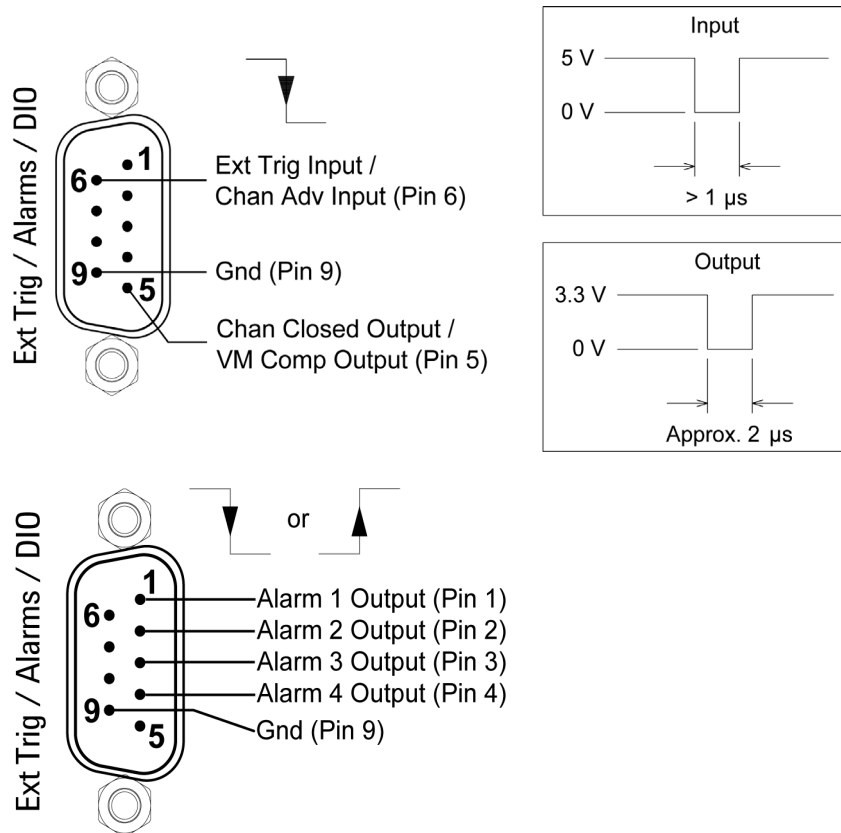 Ext Trig / Alarms / DIO
1
6
9
5
Ext Trig Input /
Chan Adv Input (Pin 6)
Gnd (Pin 9)
Chan Closed Output /
VM Comp Output (Pin 5)
Input
5 V
0 V
> 1 µs
Output
3.3 V
0 V
Approx. 2 µs
Ext Trig / Alarms / DIO
or
1
6
9
5
Alarm 1 Output (Pin 1)
Alarm 2 Output (Pin 2)
Alarm 3 Output (Pin 3)
Alarm 4 Output (Pin 4)
Gnd (Pin 9)